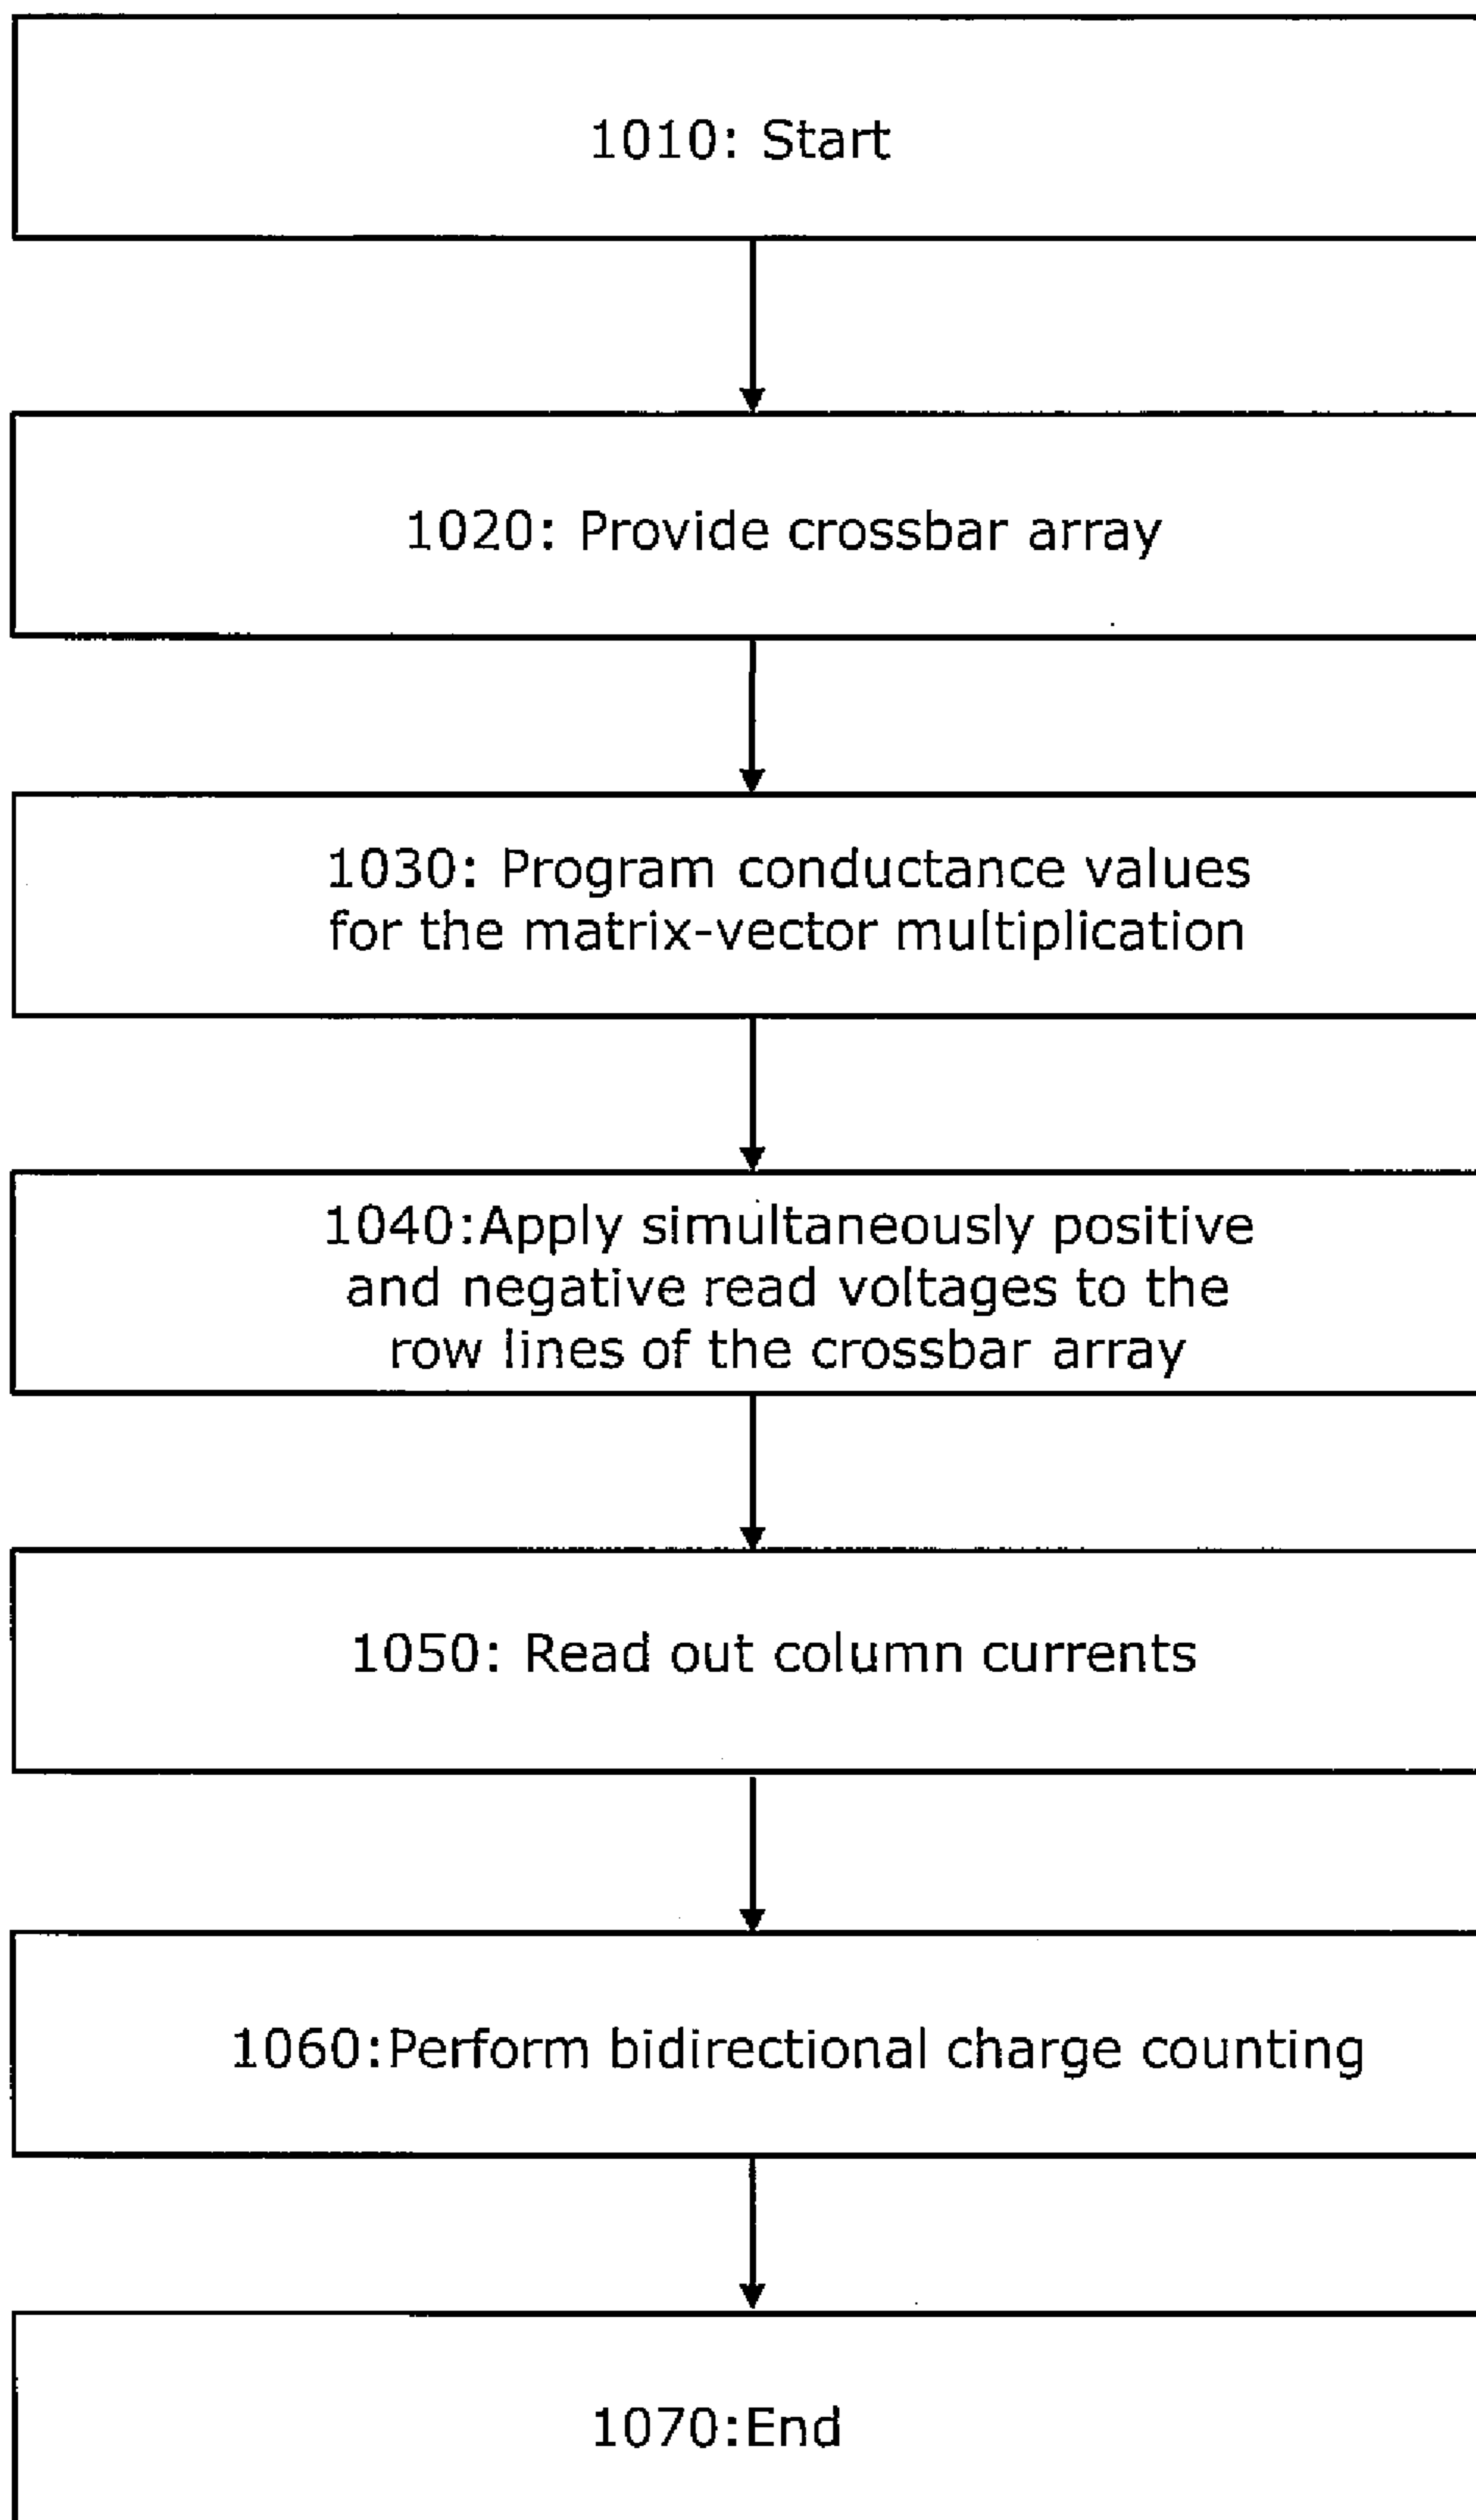 1010: Start
1020: Provide crossbar array
1030: Program conductance values
for the matrix-vector multiplication
1040:Apply simultaneously positive
and negative read voltages to the
row lines of the crossbar array
1050: Read out column currents
1060:Perform bidirectional charge counting
1070:End